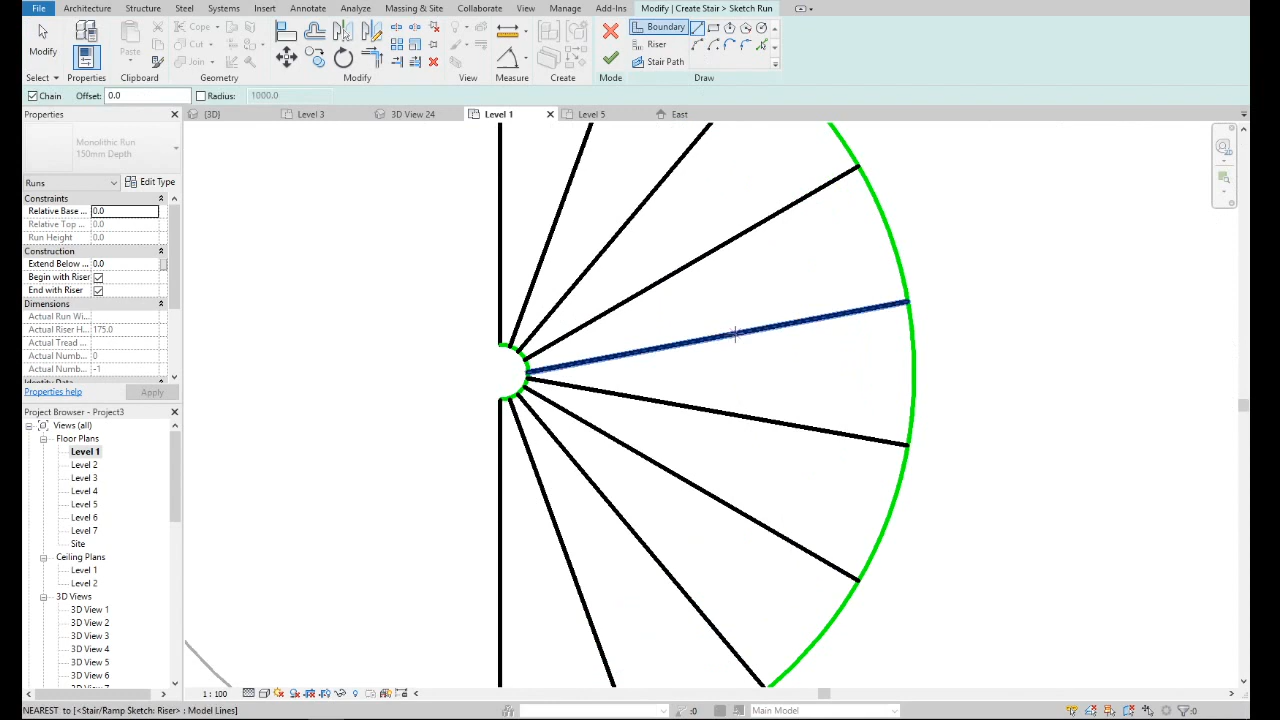 File Architecture Structure Steel Systems Insert Annotate Analyze Massing & Site Collaborate View Manage Add-Ins Modify | Create Stair > Sketch Run
Modify
Paste
Cope
Cut
Join
Boundary
Riser
Stair Path
Select Properties Clipboard Geometry Modify View Measure Create Mode Draw
Chain Offset: 0.0 Radius: 1000.0
Properties
{3D} Level 3 3D View 24 Level 1 Level 5 East
Monolithic Run
150mm Depth
Runs Edit Type
Constraints
Relative Base ... 0.0
Relative Top ... 0.0
Run Height 0.0
Construction
Extend Below ... 0.0
Begin with Riser
End with Riser
Dimensions
Actual Run Wi...
Actual Riser H... 175.0
Actual Tread ...
Actual Numb... 0
Actual Numb... -1
Identity Data
Properties help Apply
Project Browser - Project3
Views (all)
Floor Plans
Level 1
Level 2
Level 3
Level 4
Level 5
Level 6
Level 7
Site
Ceiling Plans
Level 1
Level 2
3D Views
3D View 1
3D View 2
3D View 3
3D View 4
3D View 5
3D View 6
1 : 100
NEAREST to [<Stair/Ramp Sketch: Riser> : Model Lines] :0 Main Model :0